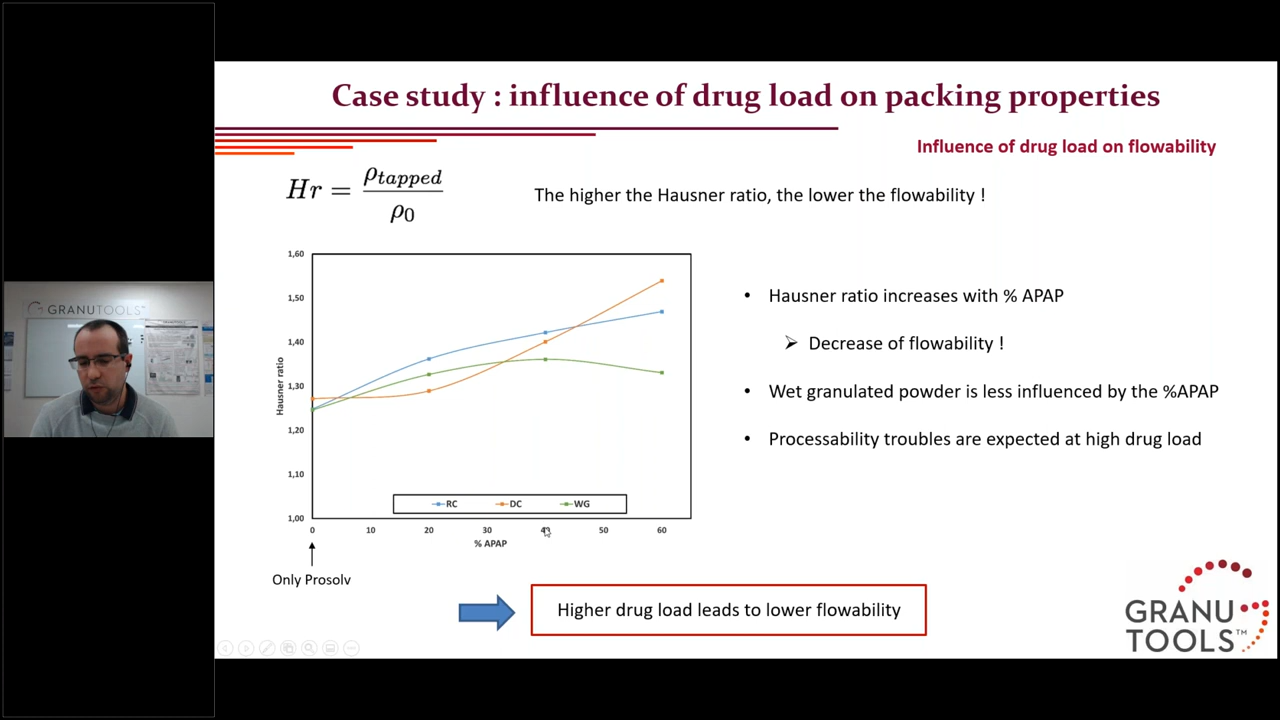 Case study : influence of drug load on packing properties
Influence of drug load on flowability
Hr = ρtapped / ρ0
The higher the Hausner ratio, the lower the flowability !
1,60
1,50
1,40
1,30
1,20
1,10
1,00
Hausner ratio
RC DC WG
0 10 20 30 40 50 60
% APAP
Only Prosolv
• Hausner ratio increases with % APAP
➢ Decrease of flowability !
• Wet granulated powder is less influenced by the %APAP
• Processability troubles are expected at high drug load
Higher drug load leads to lower flowability
GRANU
TOOLS™
GRANUTOOLS™